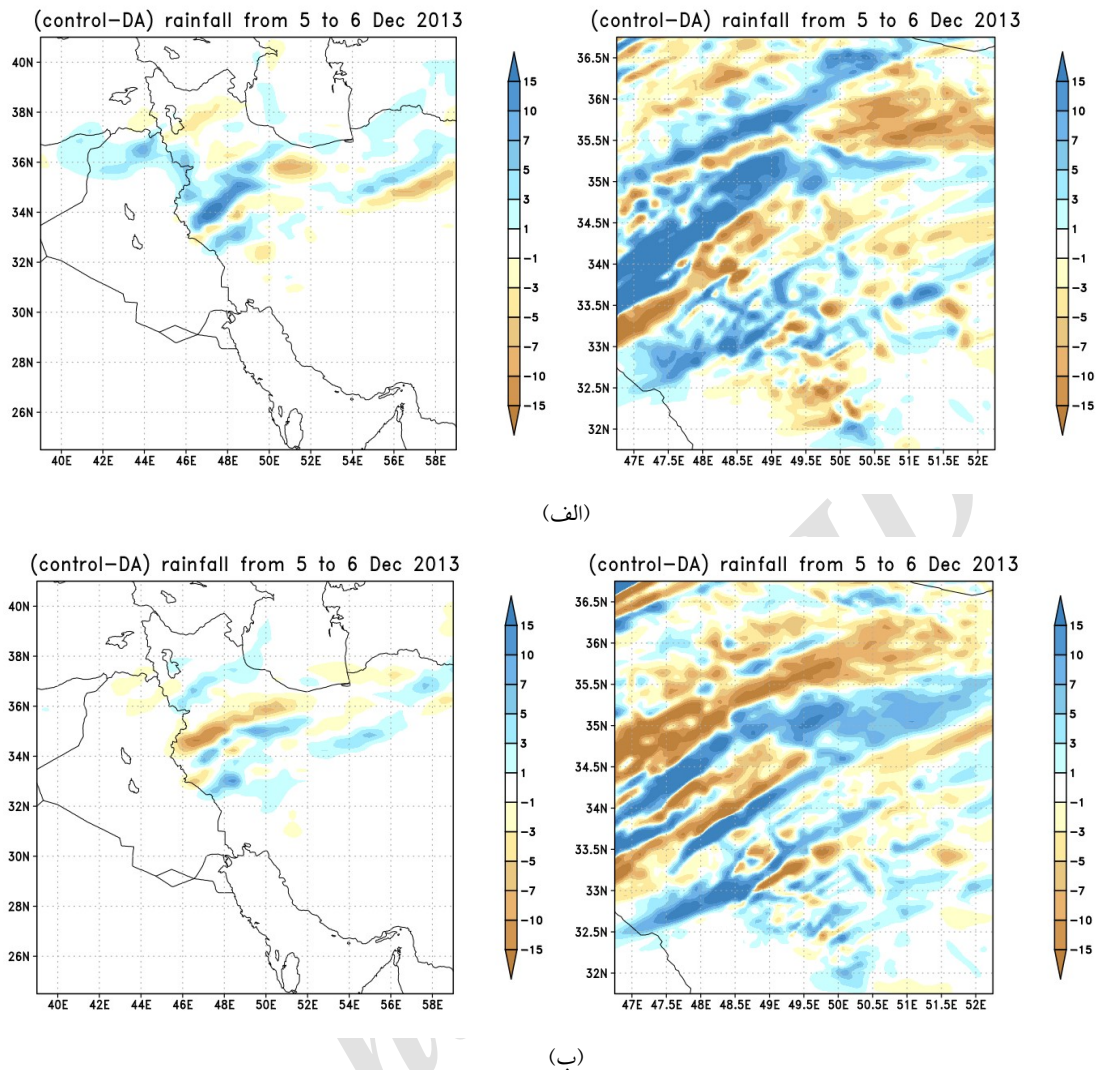 (control-DA) rainfall from 5 to 6 Dec 2013
40N
38N
36N
34N
32N
30N
28N
26N
40E 42E 44E 46E 48E 50E 52E 54E 56E 58E
15
10
7
5
3
1
-1
-3
-5
-7
-10
-15
(control-DA) rainfall from 5 to 6 Dec 2013
36.5N
36N
35.5N
35N
34.5N
34N
33.5N
33N
32.5N
32N
47E 47.5E 48E 48.5E 49E 49.5E 50E 50.5E 51E 51.5E 52E
15
10
7
5
3
1
-1
-3
-5
-7
-10
-15
(الف)
(control-DA) rainfall from 5 to 6 Dec 2013
40N
38N
36N
34N
32N
30N
28N
26N
40E 42E 44E 46E 48E 50E 52E 54E 56E 58E
15
10
7
5
3
1
-1
-3
-5
-7
-10
-15
(control-DA) rainfall from 5 to 6 Dec 2013
36.5N
36N
35.5N
35N
34.5N
34N
33.5N
33N
32.5N
32N
47E 47.5E 48E 48.5E 49E 49.5E 50E 50.5E 51E 51.5E 52E
15
10
7
5
3
1
-1
-3
-5
-7
-10
-15
(ب)